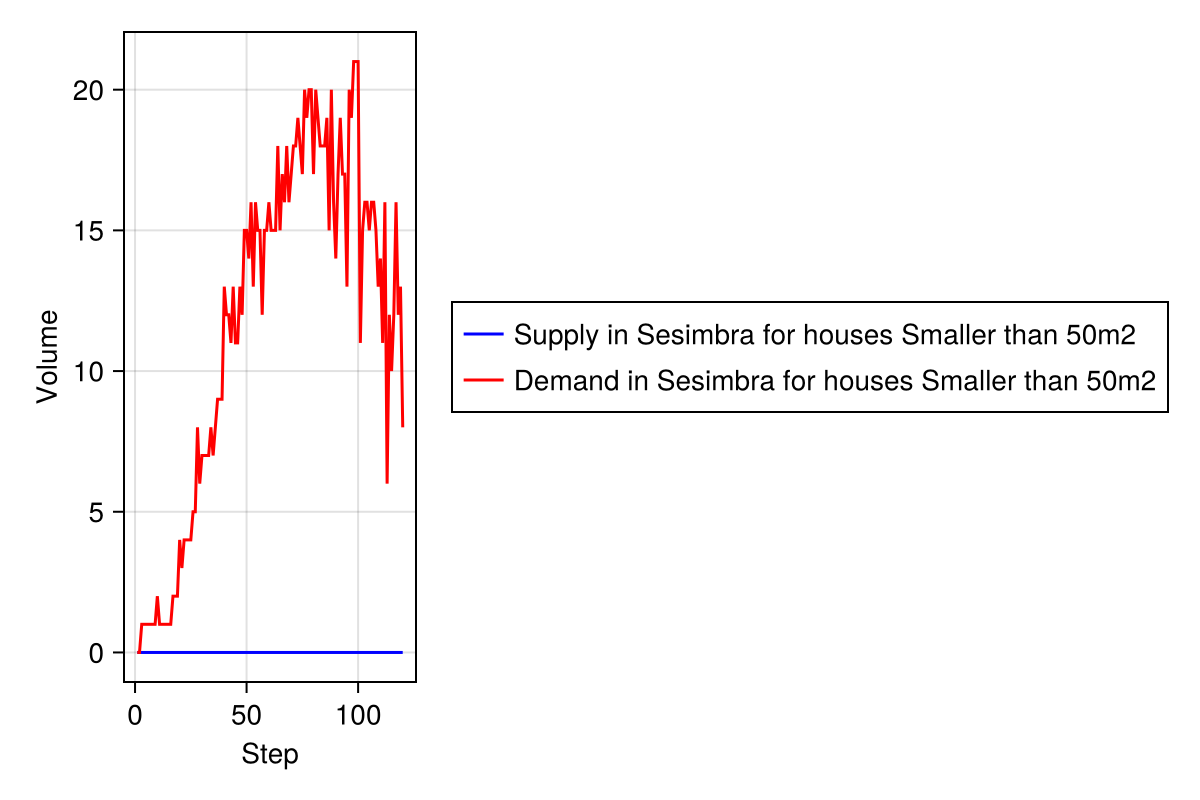 Volume
20
15
10
5
0
0 50 100
Step
Supply in Sesimbra for houses Smaller than 50m2
Demand in Sesimbra for houses Smaller than 50m2